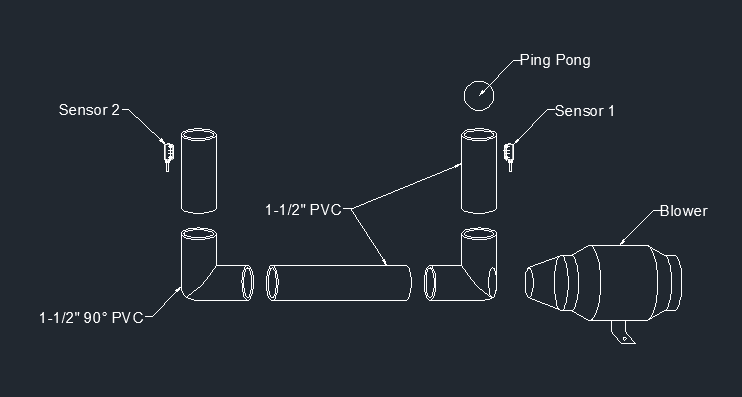 Ping Pong
Sensor 2
Sensor 1
1-1/2" PVC
Blower
1-1/2" 90° PVC